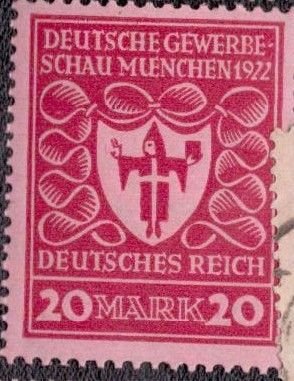 DEUTSCHE GEWERBE-
SCHAU MUENCHEN 1922
DEUTSCHES REICH
20 MARK 20